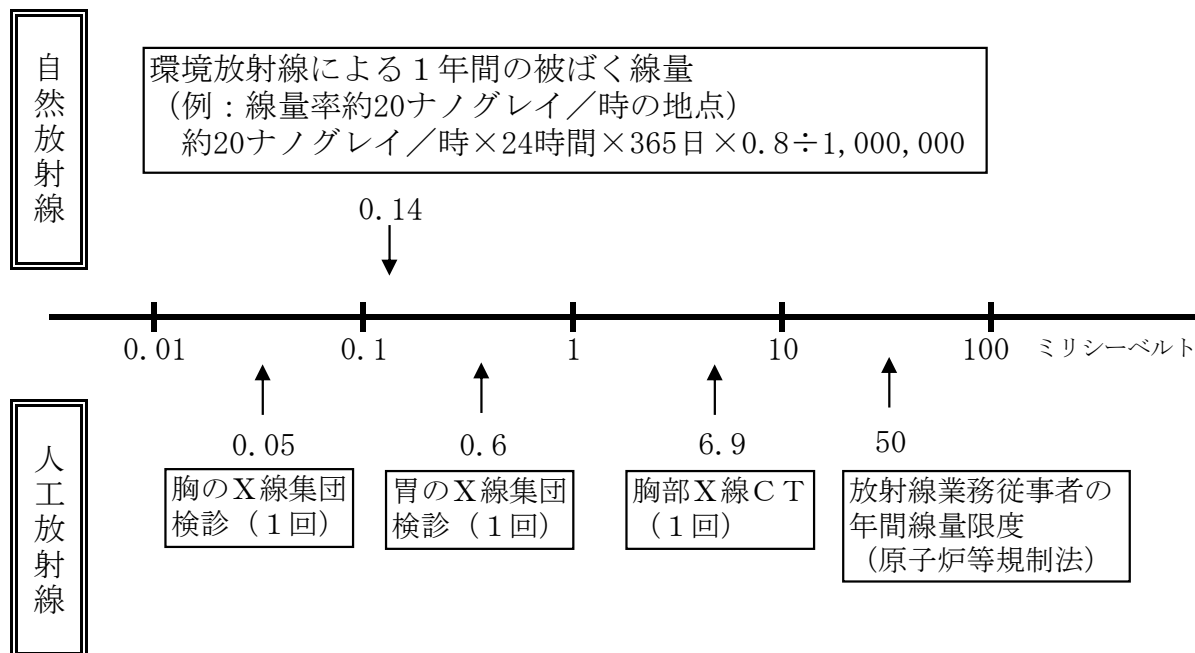 自然放射線
環境放射線による１年間の被ばく線量
（例：線量率約20ナノグレイ／時の地点）
約20ナノグレイ／時×24時間×365日×0.8÷1,000,000
0.14
0.01 0.1 1 10 100 ミリシーベルト
人工放射線
0.05
胸のＸ線集団
検診（１回）
0.6
胃のＸ線集団
検診（１回）
6.9
胸部Ｘ線ＣＴ
（１回）
50
放射線業務従事者の
年間線量限度
（原子炉等規制法）